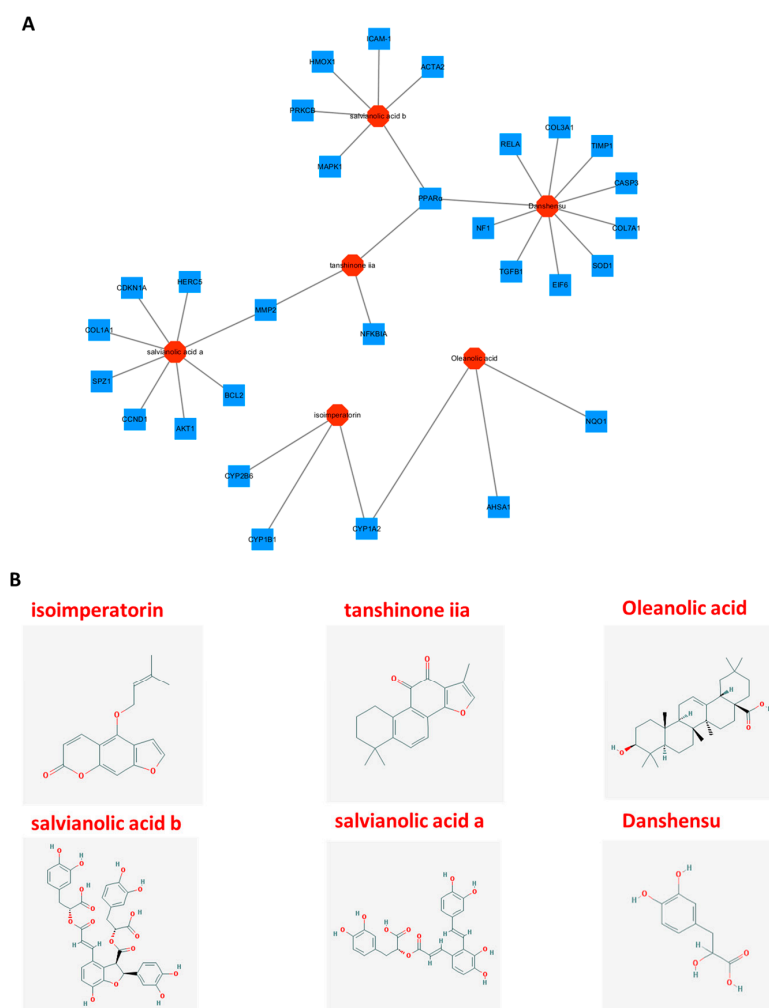 A
ICAM-1
HMOX1
ACTA2
PRKCB
salvianolic acid b
MAPK1
COL3A1
RELA
TIMP1
CASP3
PPARα
Danshensu
NF1
COL7A1
TGFB1
SOD1
EIF6
tanshinone iia
CDKN1A
HERC5
MMP2
COL1A1
NFKBIA
salvianolic acid a
Oleanolic acid
SPZ1
BCL2
CCND1
AKT1
isoimperatorin
NQO1
CYP2B6
AHSA1
CYP1B1
CYP1A2
B
isoimperatorin
tanshinone iia
Oleanolic acid
O
O
O
O
O
O
O
H
H
H
O
O
H
H
O
H
salvianolic acid b
salvianolic acid a
Danshensu